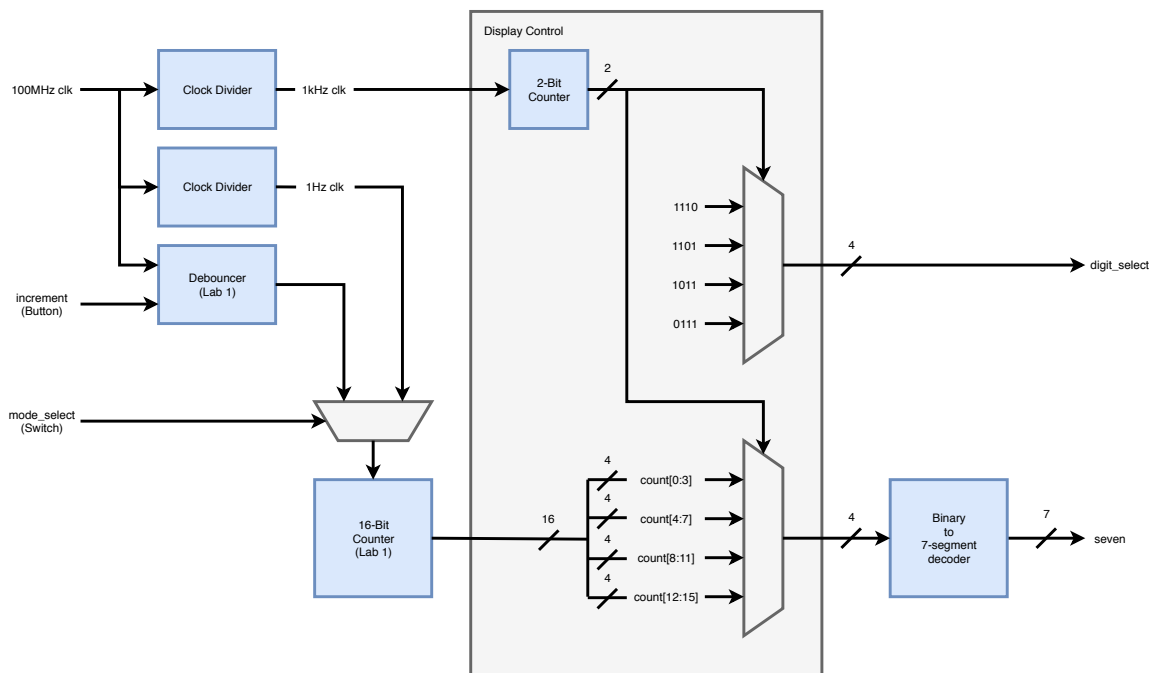 Display Control
100MHz clk
Clock Divider
1kHz clk
2-Bit
Counter
2
Clock Divider
1Hz clk
1110
1101
1011
0111
4
digit_select
Debouncer
(Lab 1)
increment
(Button)
mode_select
(Switch)
16-Bit
Counter
(Lab 1)
16
4
count[0:3]
4
count[4:7]
4
count[8:11]
4
count[12:15]
4
Binary
to
7-segment
decoder
7
seven